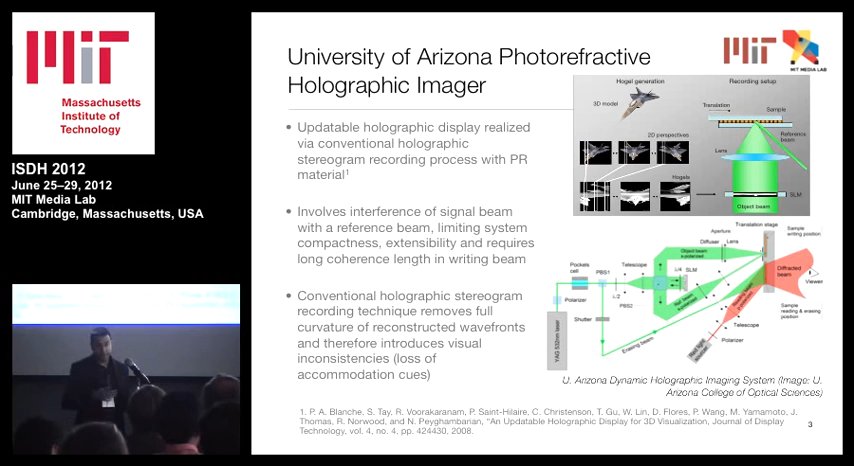 MIT
Massachusetts
Institute of
Technology
ISDH 2012
June 25–29, 2012
MIT Media Lab
Cambridge, Massachusetts, USA
MIT
MIT MEDIA LAB
University of Arizona Photorefractive
Holographic Imager
• Updatable holographic display realized
via conventional holographic
stereogram recording process with PR
material1
• Involves interference of signal beam
with a reference beam, limiting system
compactness, extensibility and requires
long coherence length in writing beam
• Conventional holographic stereogram
recording technique removes full
curvature of reconstructed wavefronts
and therefore introduces visual
inconsistencies (loss of
accommodation cues)
Hogel generation
3D model
2D perspectives
Hogels
Recording setup
Translation
Sample
Reference
beam
Lens
SLM
Object beam
Translation stage
Sample
writing position
Aperture
Diffuser
Lens
Object beam
Telescope
λ/4
SLM
Pockets
cell
PBS1
Polarizer
λ/2
PBS2
Shutter
YAG 532nm laser
Erasing beam
Diffracted
beam
Viewer
Sample
reading & erasing
position
Telescope
Polarizer
U. Arizona Dynamic Holographic Imaging System (Image: U.
Arizona College of Optical Sciences)
1. P. A. Blanche, S. Tay, R. Voorakaranam, P. Saint-Hilaire, C. Christenson, T. Gu, W. Lin, D. Flores, P. Wang, M. Yamamoto, J.
Thomas, R. Norwood, and N. Peyghambarian, "An Updatable Holographic Display for 3D Visualization, Journal of Display
Technology, vol. 4, no. 4, pp. 424430, 2008.
3